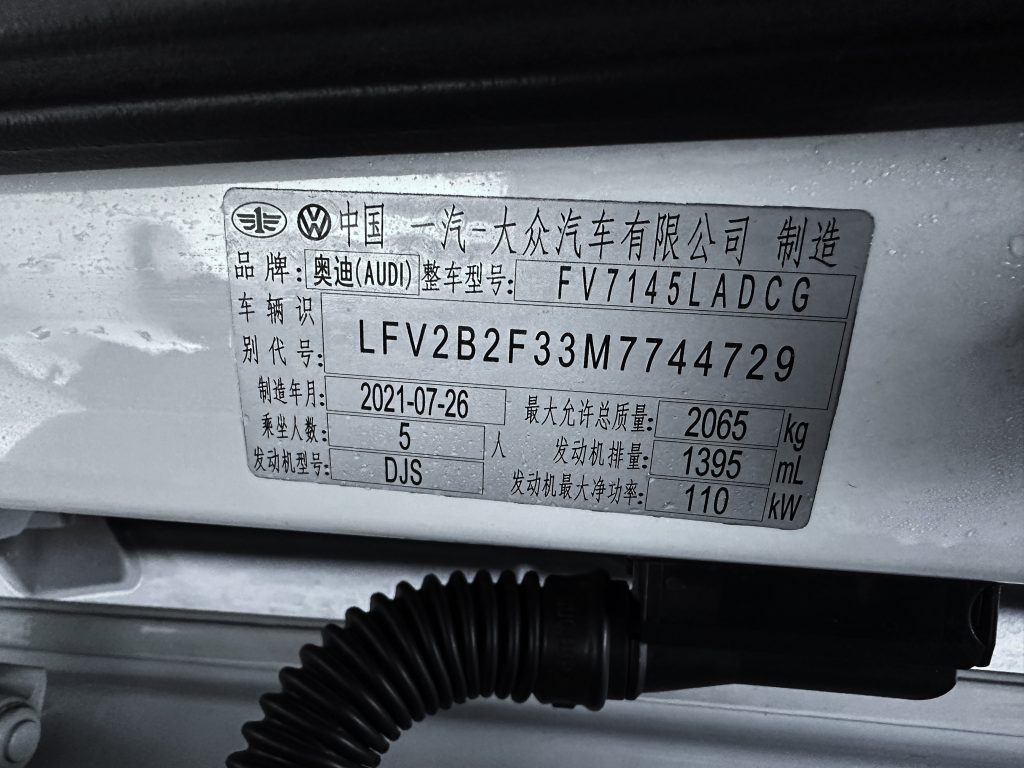 中国 一汽-大众汽车有限公司 制造
品牌: 奥迪(AUDI) 整车型号: FV7145LADCG
车辆识别代号: LFV2B2F33M7744729
制造年月: 2021-07-26 最大允许总质量: 2065 kg
乘坐人数: 5 人 发动机排量: 1395 mL
发动机型号: DJS 发动机最大净功率: 110 kW